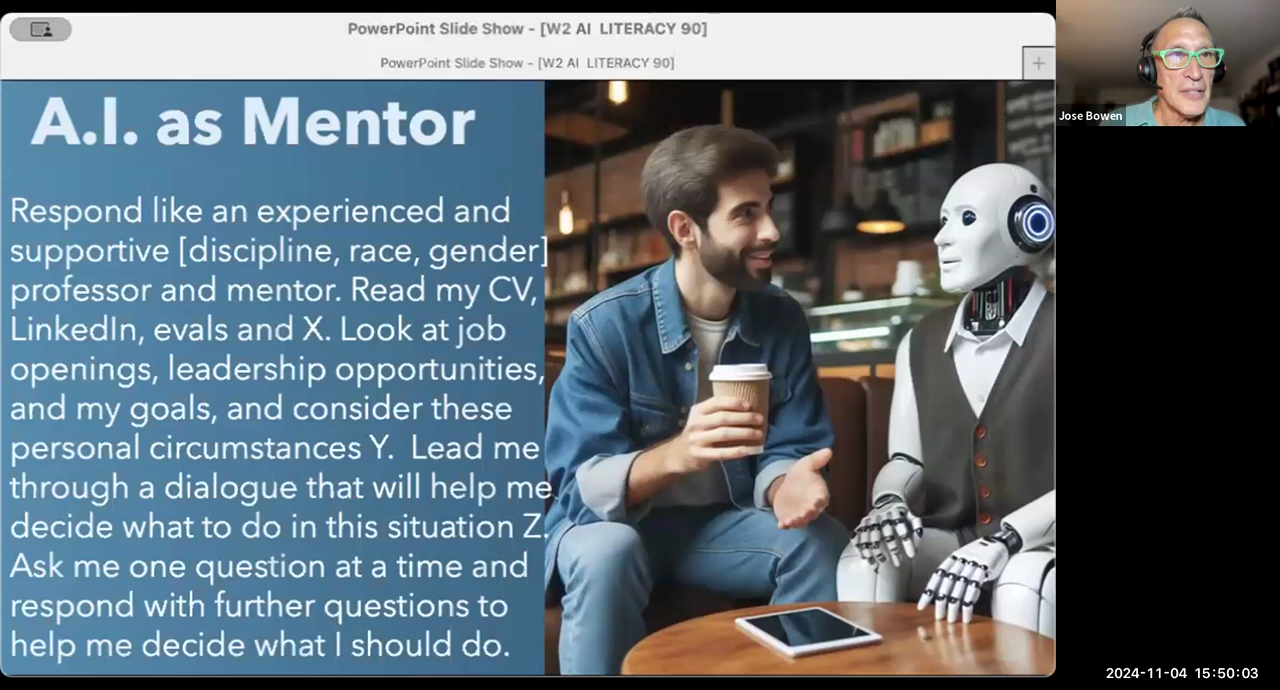 PowerPoint Slide Show - [W2 AI LITERACY 90]
PowerPoint Slide Show - [W2 AI LITERACY 90]
A.I. as Mentor
Respond like an experienced and
supportive [discipline, race, gender]
professor and mentor. Read my CV,
LinkedIn, evals and X. Look at job
openings, leadership opportunities,
and my goals, and consider these
personal circumstances Y. Lead me
through a dialogue that will help me
decide what to do in this situation Z.
Ask me one question at a time and
respond with further questions to
help me decide what I should do.
Jose Bowen
2024-11-04 15:50:03